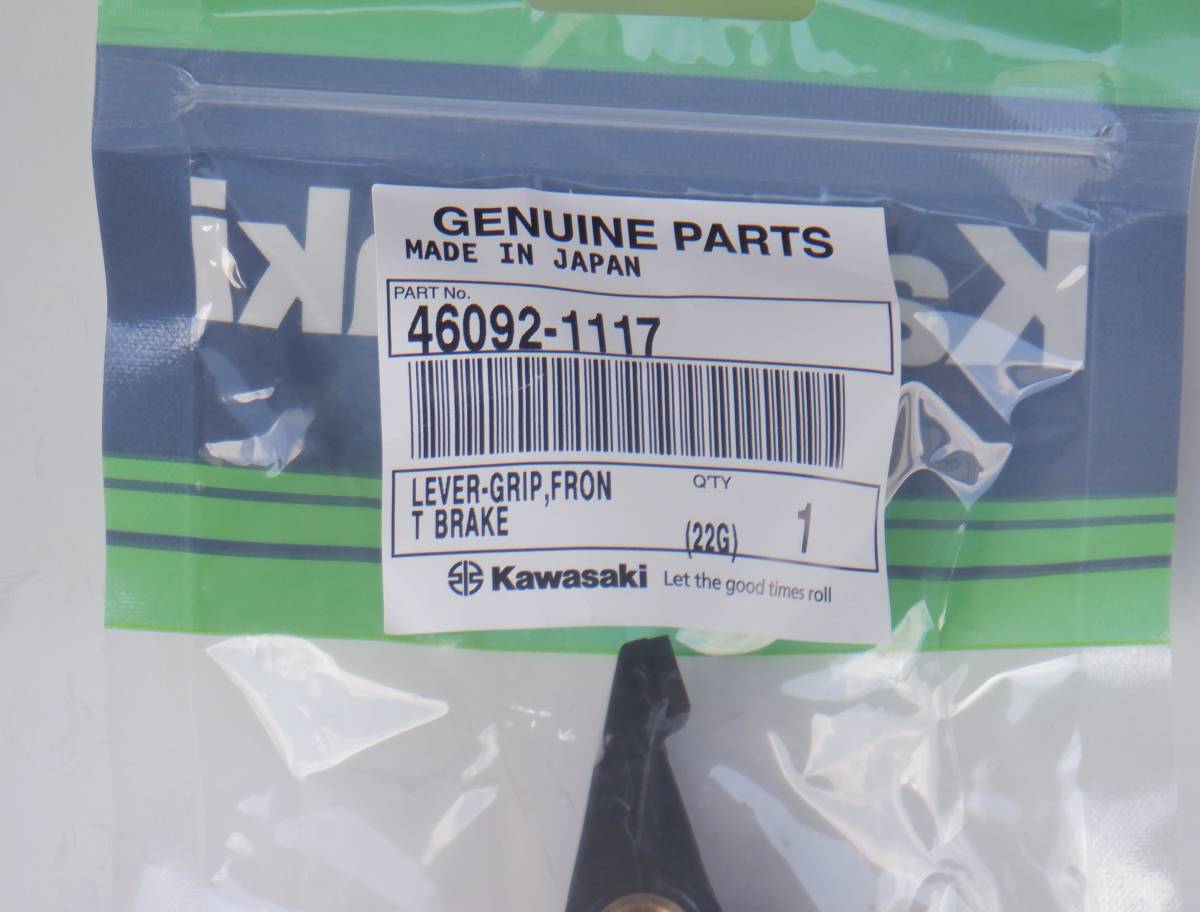 GENUINE PARTS
MADE IN JAPAN
PART No.
46092-1117
LEVER-GRIP,FRON
T BRAKE
Q'TY
(22G)
1
Kawasaki Let the good times roll